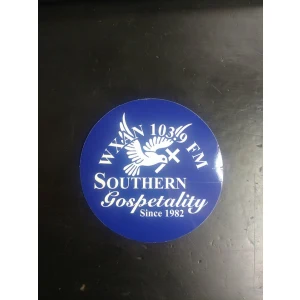 WXAN 103.9 FM
SOUTHERN
Gospetality
Since 1982